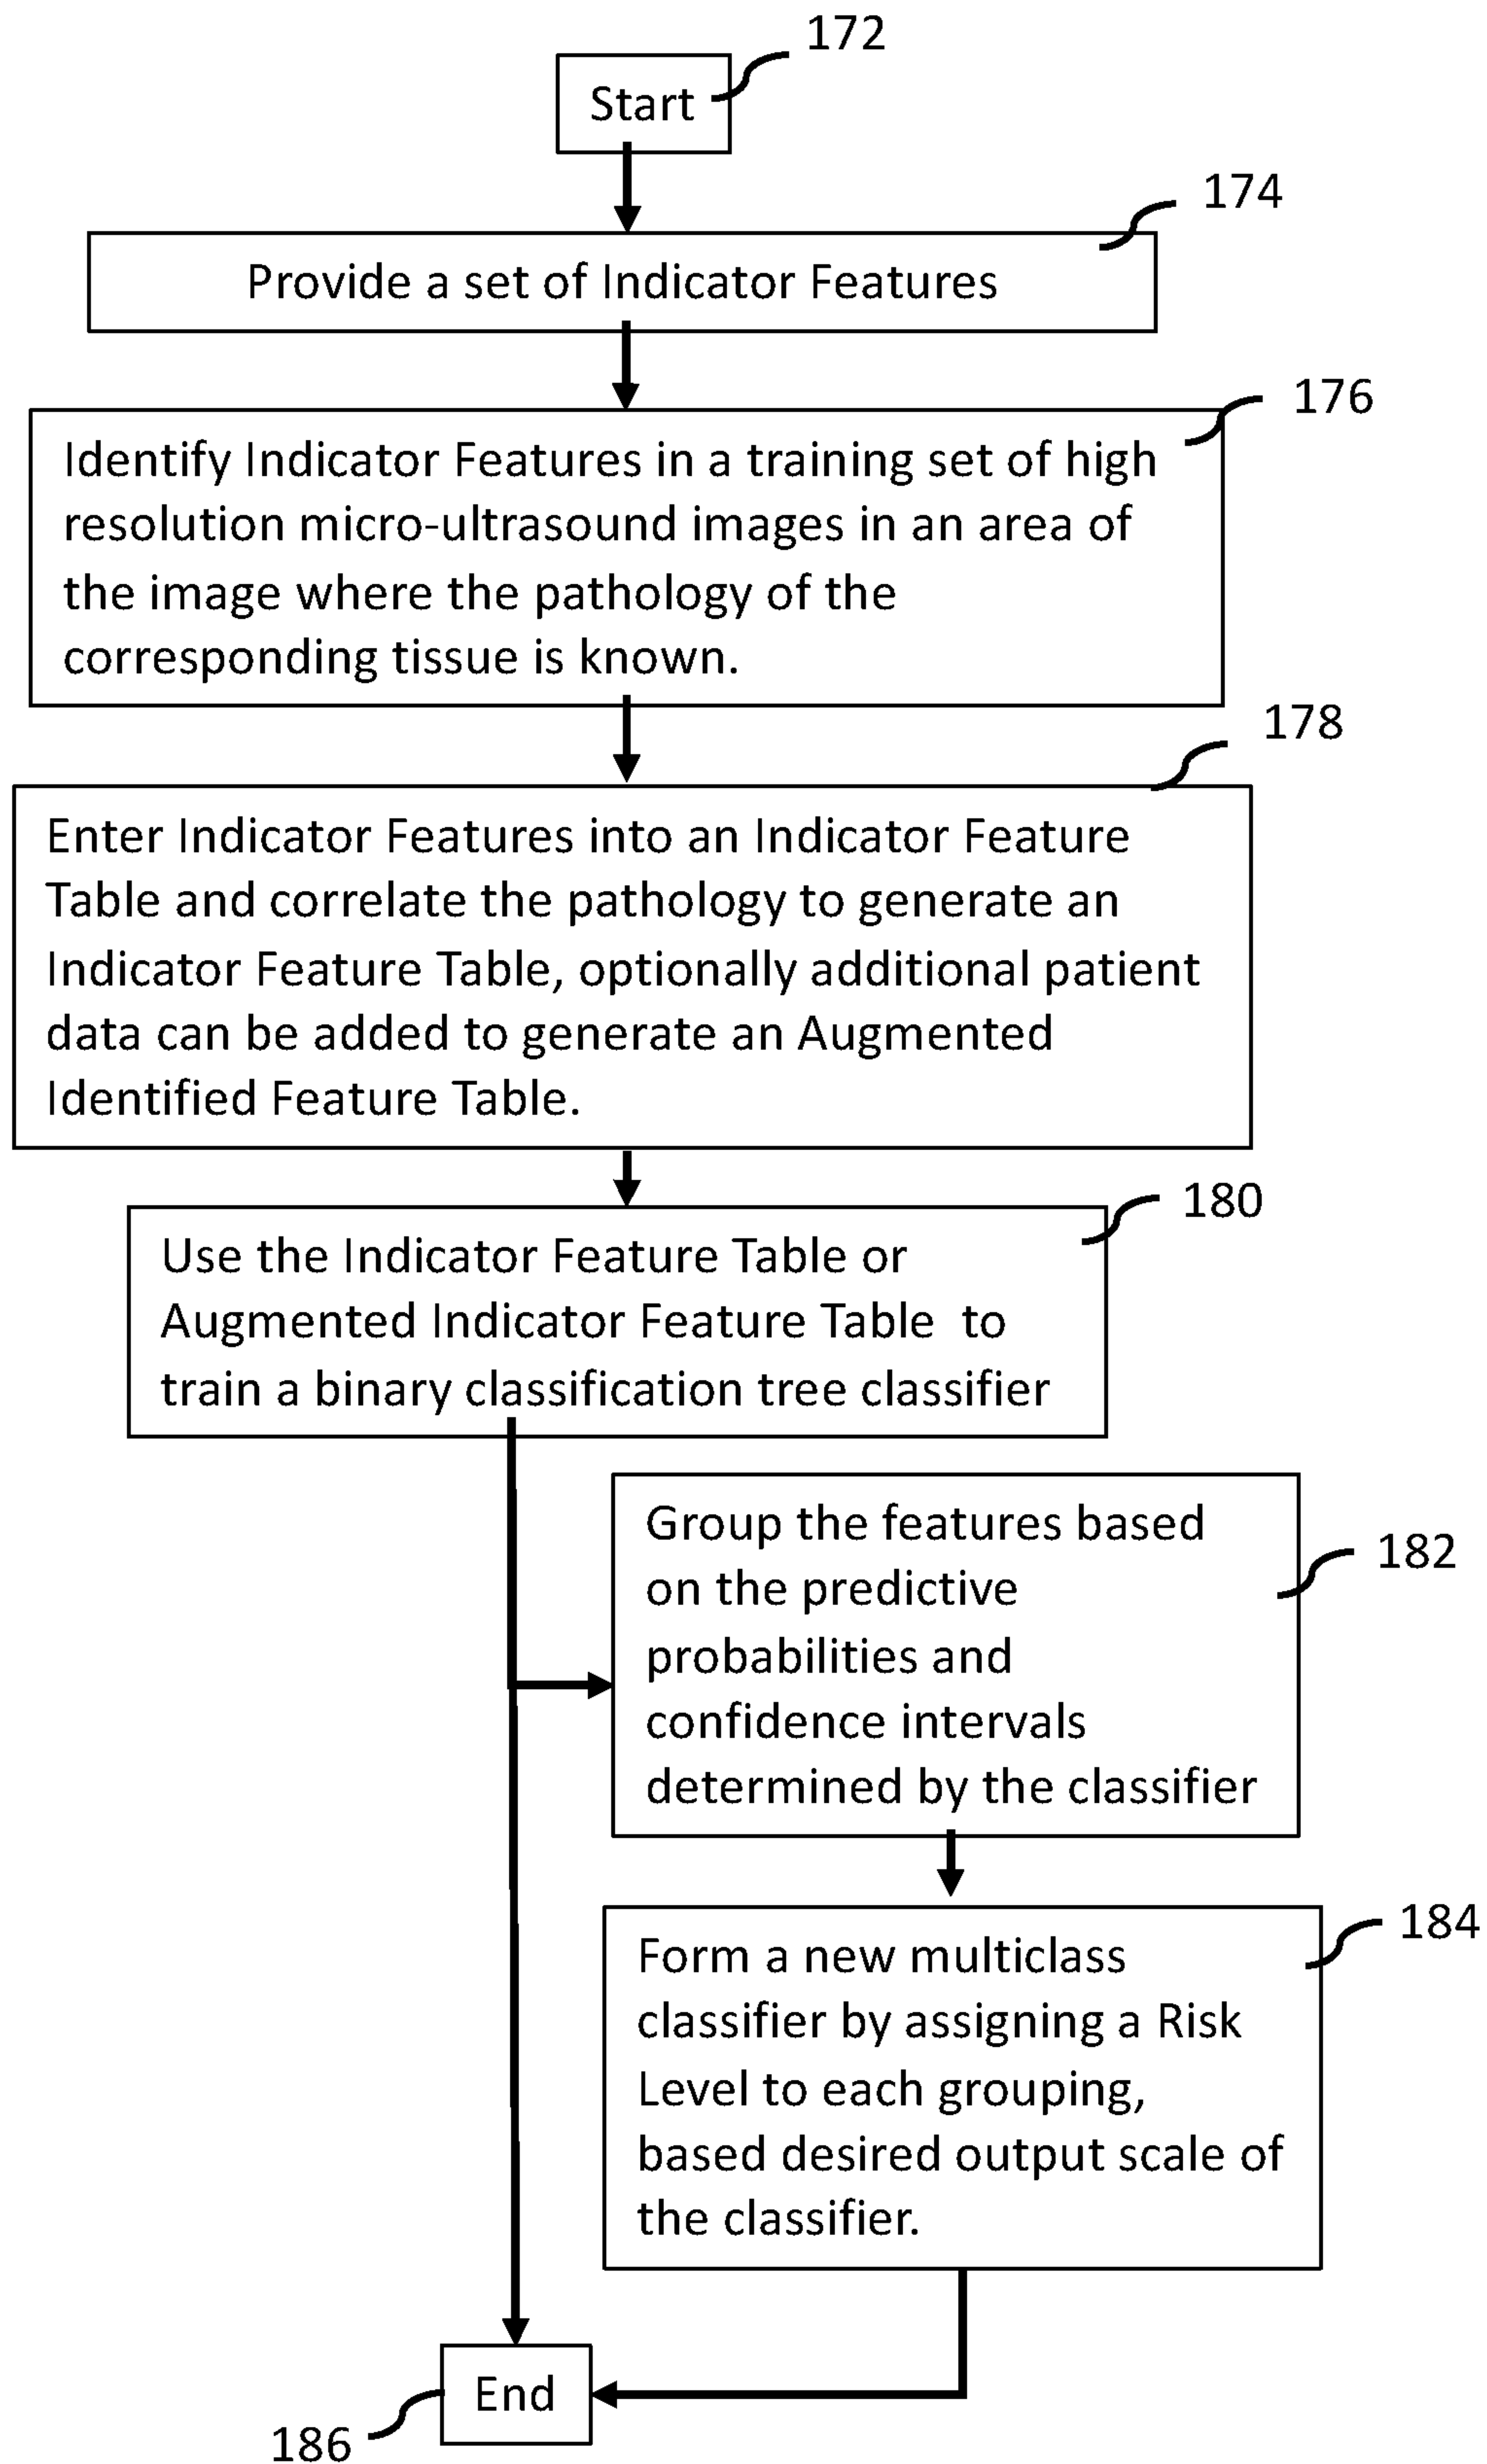 172
Start
174
Provide a set of Indicator Features
176
Identify Indicator Features in a training set of high
resolution micro-ultrasound images in an area of
the image where the pathology of the
corresponding tissue is known.
178
Enter Indicator Features into an Indicator Feature
Table and correlate the pathology to generate an
Indicator Feature Table, optionally additional patient
data can be added to generate an Augmented
Identified Feature Table.
180
Use the Indicator Feature Table or
Augmented Indicator Feature Table to
train a binary classification tree classifier
Group the features based
on the predictive
probabilities and
confidence intervals
determined by the classifier
182
Form a new multiclass
classifier by assigning a Risk
Level to each grouping,
based desired output scale of
the classifier.
184
End
186